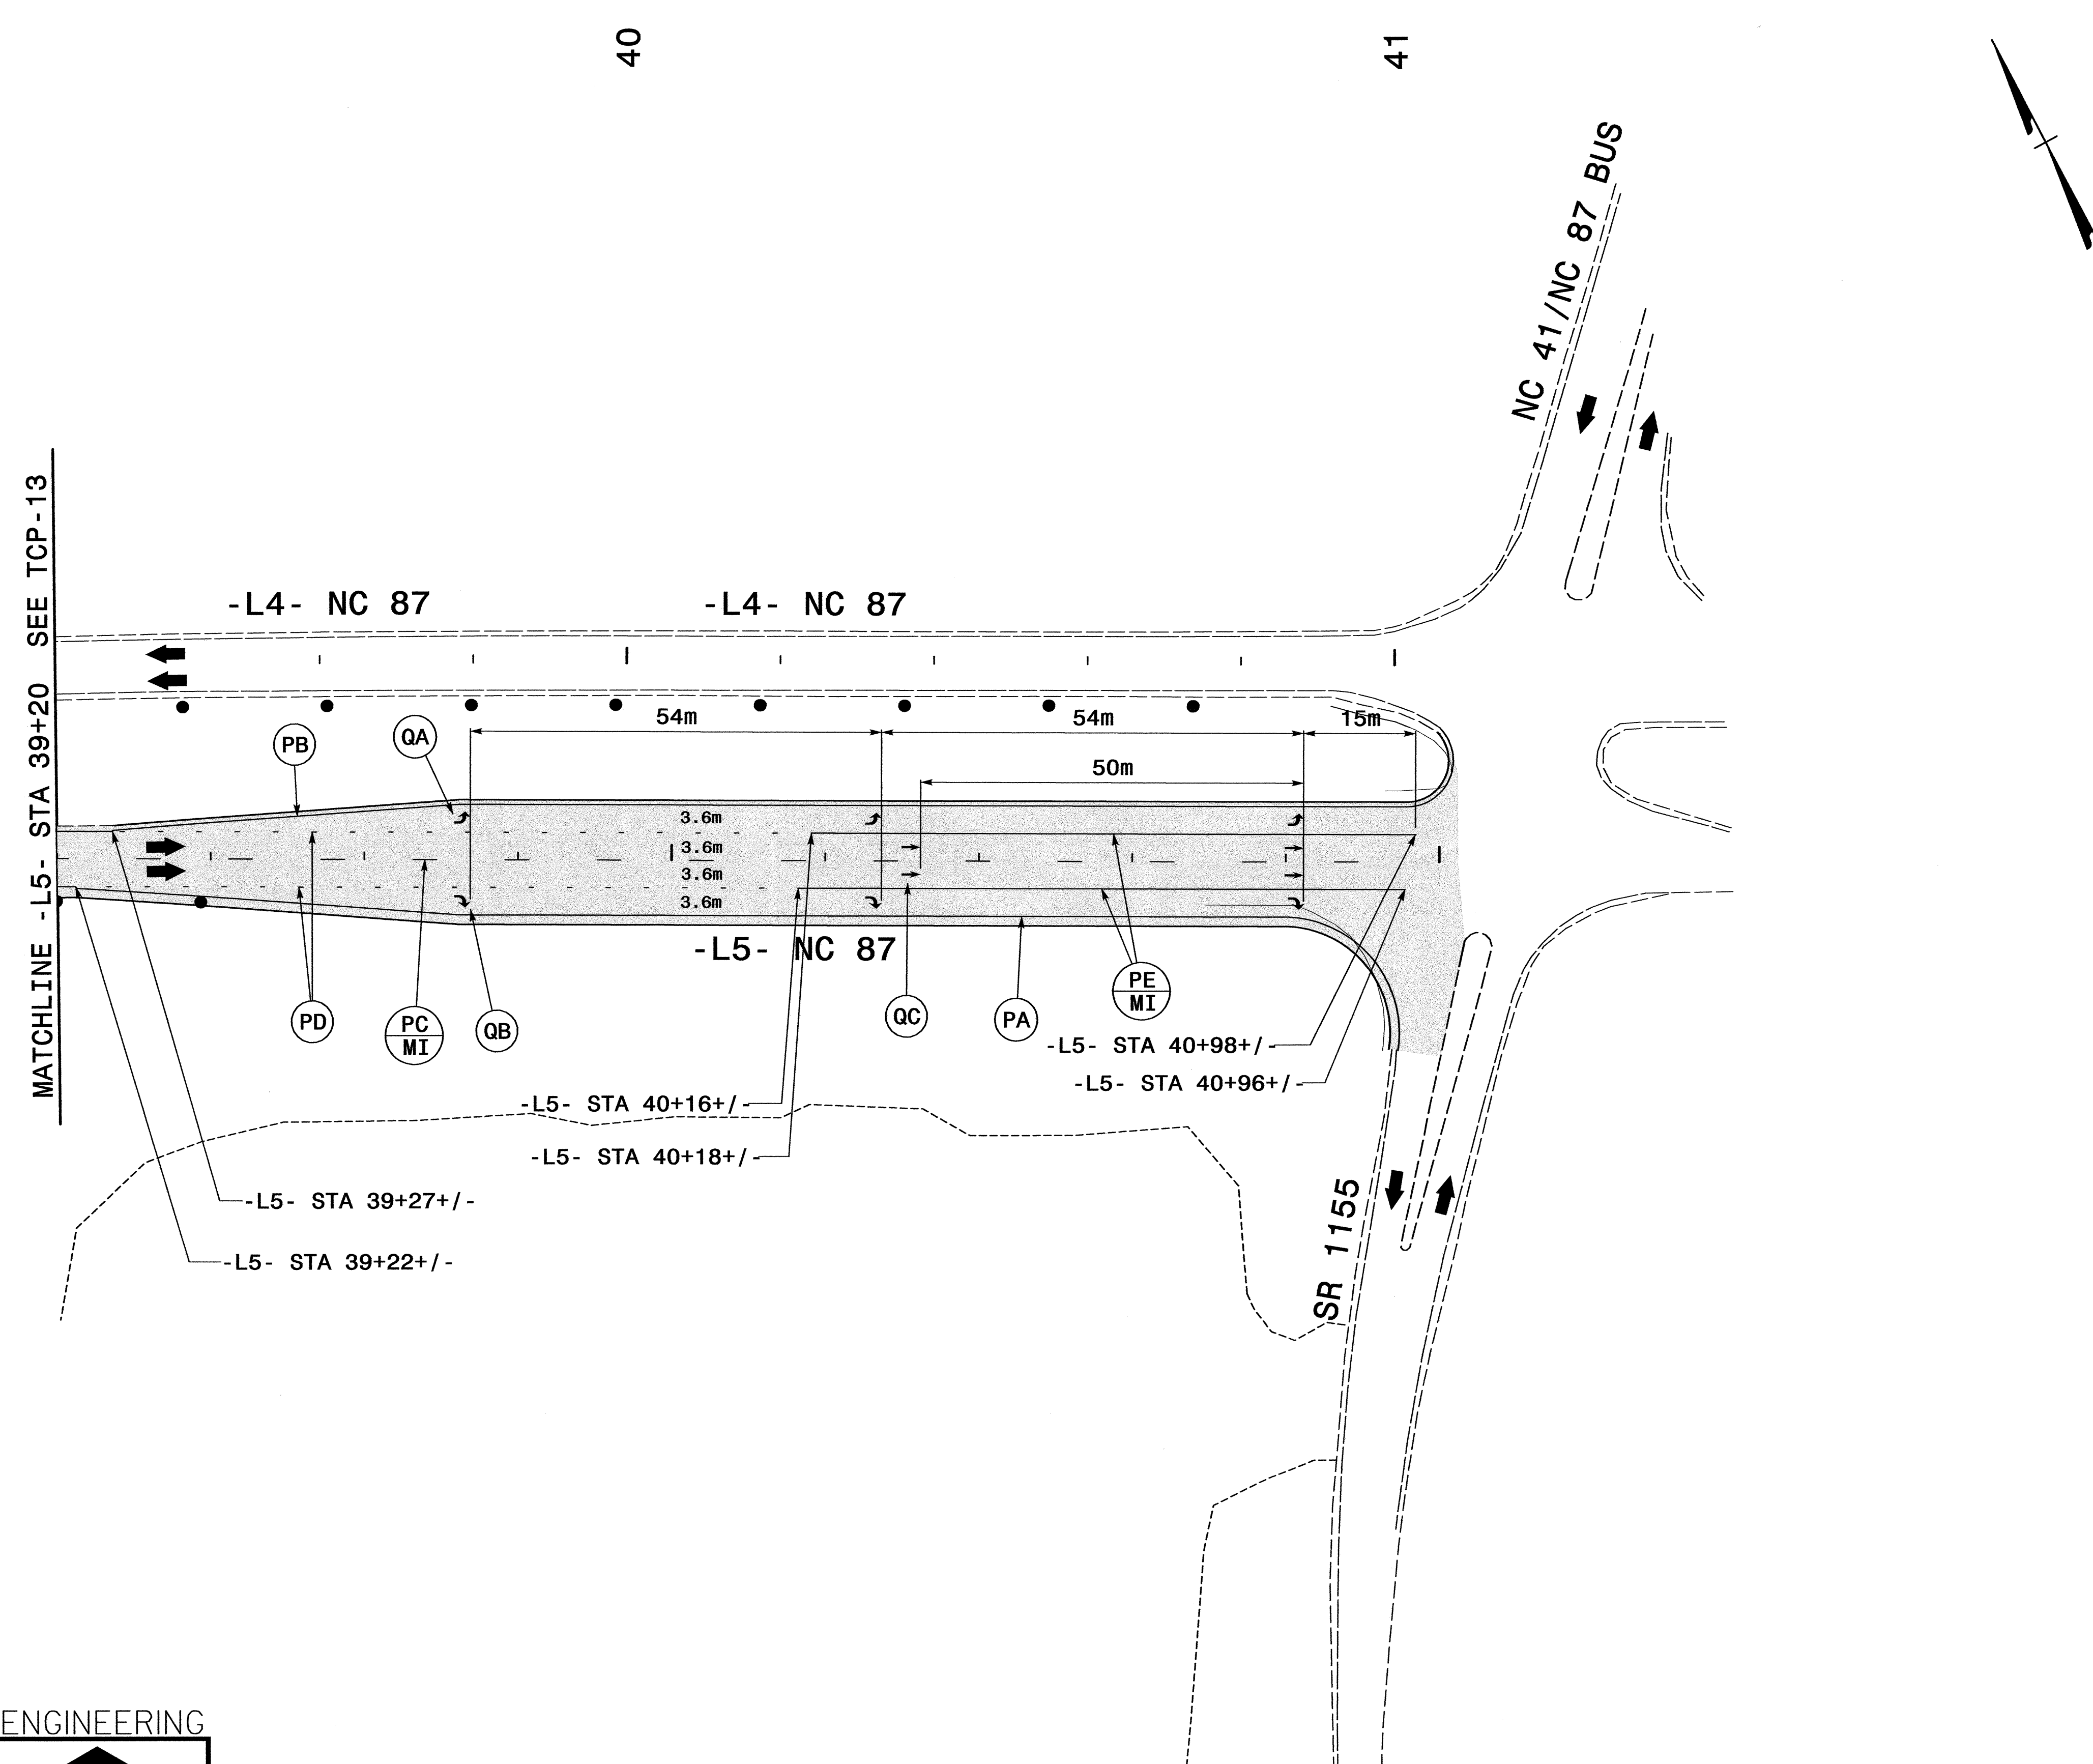 40
41
NC 41/NC 87 BUS
MATCHLINE -L5- STA 39+20 SEE TCP-13
-L4- NC 87
-L4- NC 87
54m
54m
15m
PB
QA
50m
3.6m
3.6m
3.6m
3.6m
-L5- NC 87
PD
PC
MI
QB
QC
PA
PE
MI
-L5- STA 40+98+/-
-L5- STA 40+96+/-
-L5- STA 40+16+/-
-L5- STA 40+18+/-
-L5- STA 39+27+/-
-L5- STA 39+22+/-
SR 1155
ENGINEERING